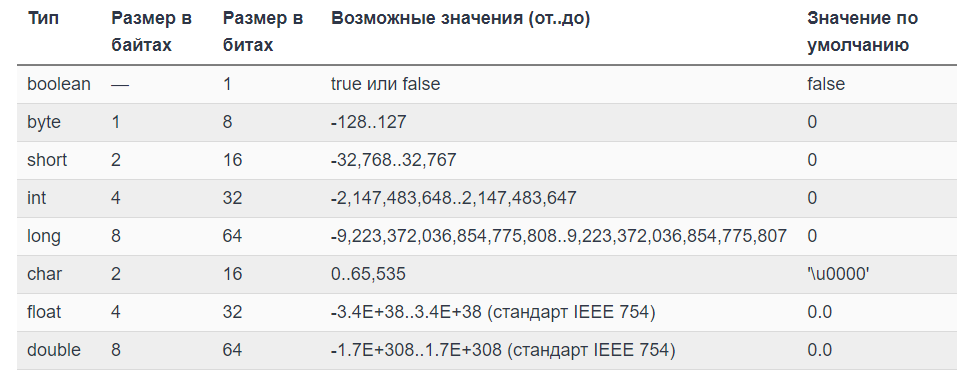 Тип Размер в байтах Размер в битах Возможные значения (от..до) Значение по умолчанию
boolean — 1 true или false false
byte 1 8 -128..127 0
short 2 16 -32,768..32,767 0
int 4 32 -2,147,483,648..2,147,483,647 0
long 8 64 -9,223,372,036,854,775,808..9,223,372,036,854,775,807 0
char 2 16 0..65,535 '\u0000'
float 4 32 -3.4E+38..3.4E+38 (стандарт IEEE 754) 0.0
double 8 64 -1.7E+308..1.7E+308 (стандарт IEEE 754) 0.0